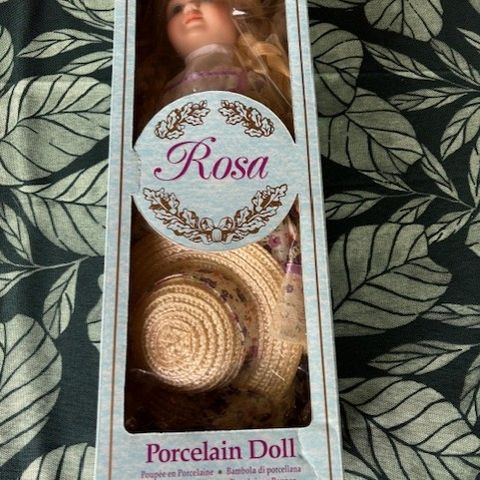 Rosa
Porcelain Doll
Poupée en Porcelaine • Bambola di porcellana